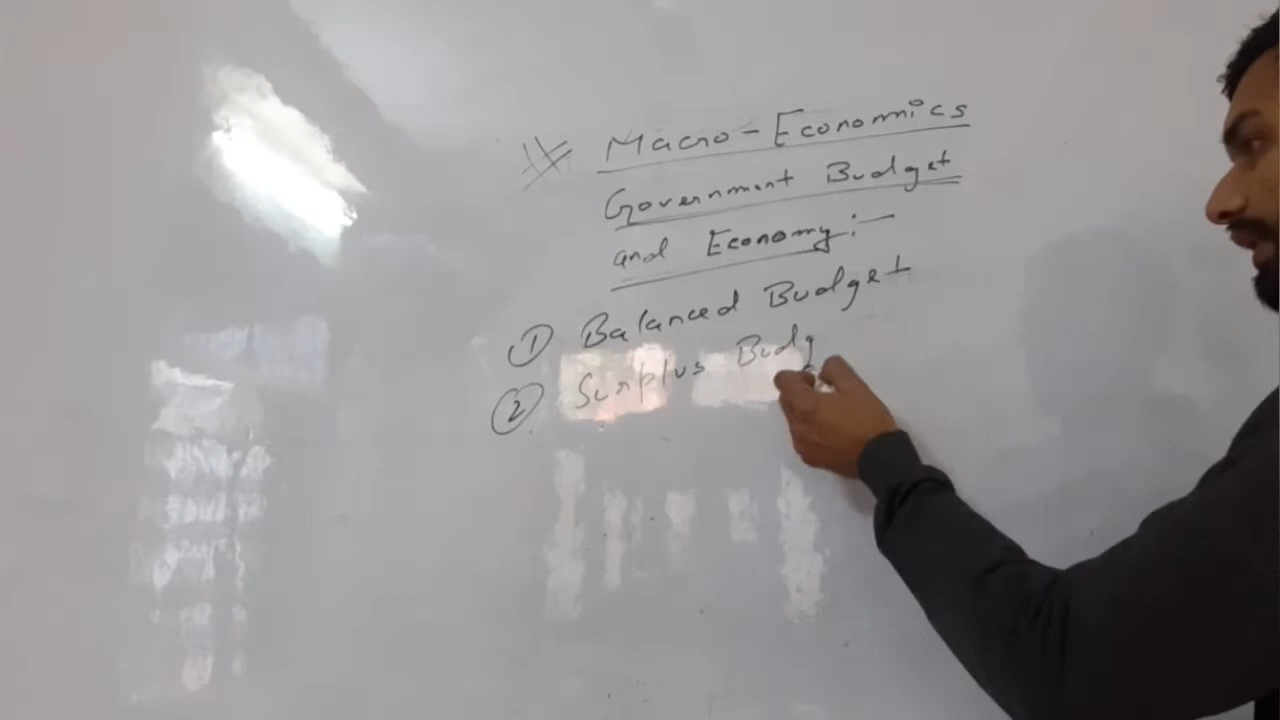 Macro-Economics
Government Budget
and Economy:-
① Balanced Budget
② Surplus Budg